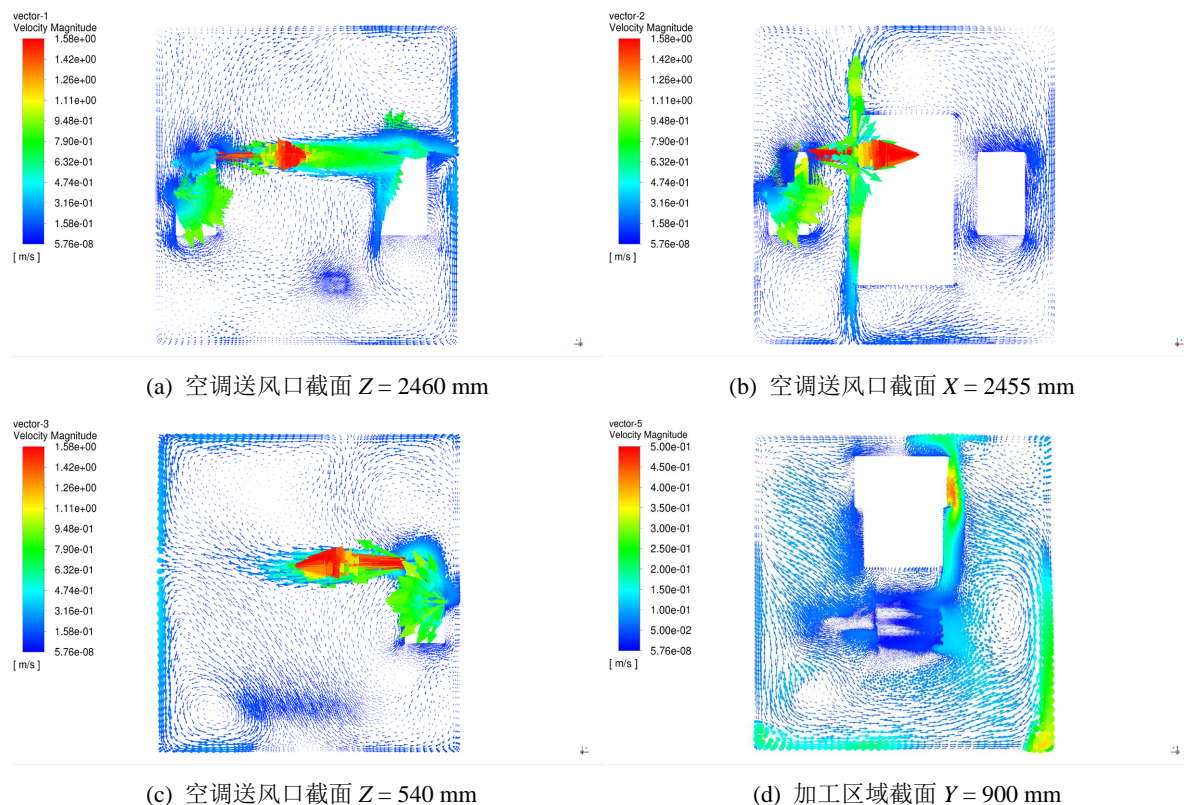 vector-1
Velocity Magnitude
1.58e+00
1.42e+00
1.26e+00
1.11e+00
9.48e-01
7.90e-01
6.32e-01
4.74e-01
3.16e-01
1.58e-01
5.76e-08
[ m/s ]
(a) 空调送风口截面 Z = 2460 mm
vector-2
Velocity Magnitude
1.58e+00
1.42e+00
1.26e+00
1.11e+00
9.48e-01
7.90e-01
6.32e-01
4.74e-01
3.16e-01
1.58e-01
5.76e-08
[ m/s ]
(b) 空调送风口截面 X = 2455 mm
vector-3
Velocity Magnitude
1.58e+00
1.42e+00
1.26e+00
1.11e+00
9.48e-01
7.90e-01
6.32e-01
4.74e-01
3.16e-01
1.58e-01
5.76e-08
[ m/s ]
(c) 空调送风口截面 Z = 540 mm
vector-5
Velocity Magnitude
5.00e-01
4.50e-01
4.00e-01
3.50e-01
3.00e-01
2.50e-01
2.00e-01
1.50e-01
1.00e-01
5.00e-02
5.76e-08
[ m/s ]
(d) 加工区域截面 Y = 900 mm